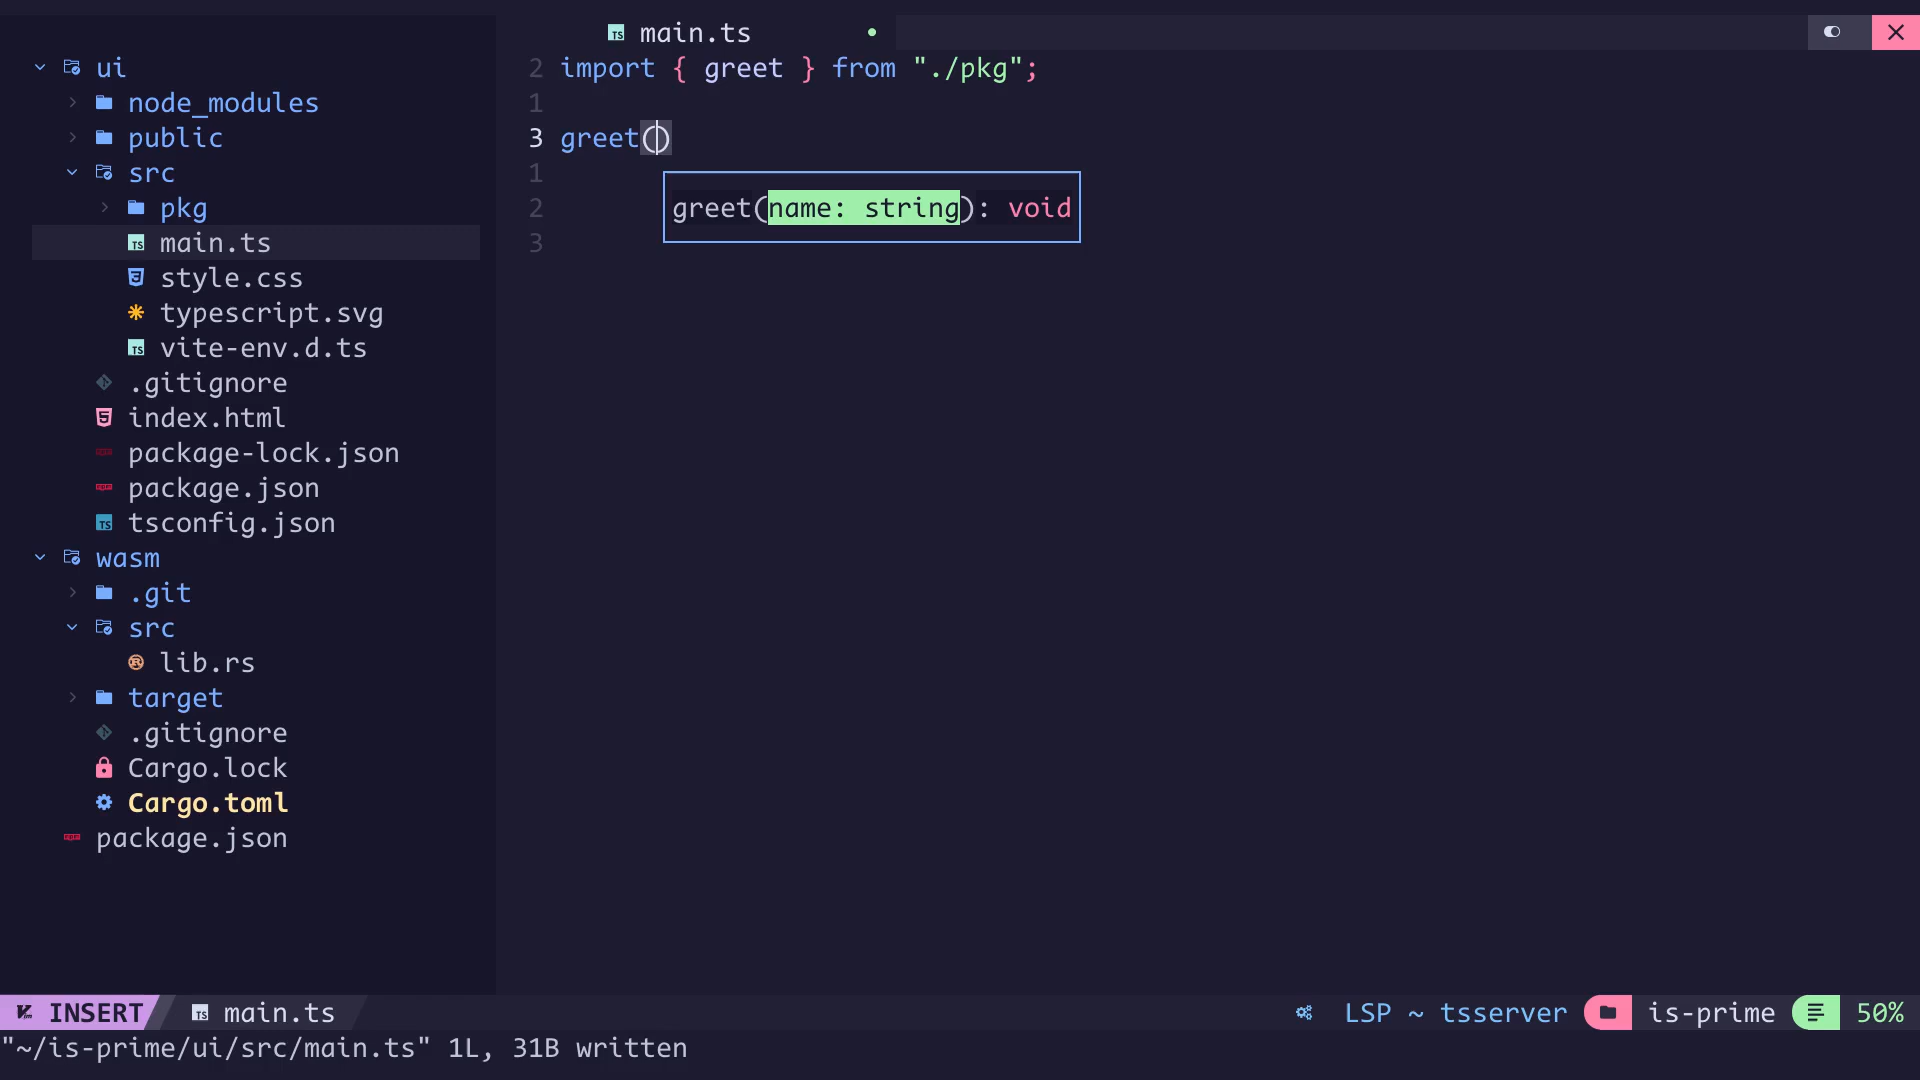 main.ts
ui
node_modules
public
src
pkg
main.ts
style.css
typescript.svg
vite-env.d.ts
.gitignore
index.html
package-lock.json
package.json
tsconfig.json
wasm
.git
src
lib.rs
target
.gitignore
Cargo.lock
Cargo.toml
package.json
2 import { greet } from "./pkg";
1
3 greet()
1
2
3
greet(name: string): void
INSERT main.ts LSP ~ tsserver is-prime 50%
"~/is-prime/ui/src/main.ts" 1L, 31B written